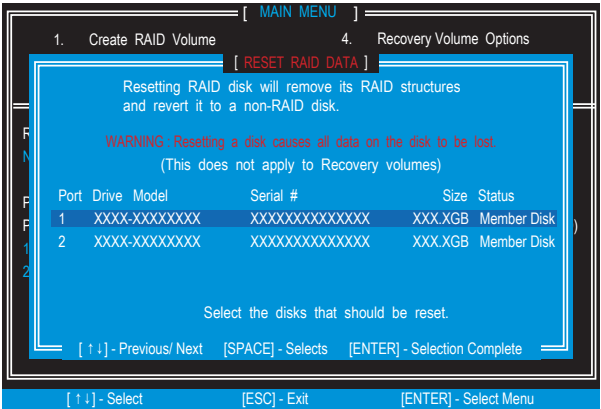 [ MAIN MENU ]
1. Create RAID Volume 4. Recovery Volume Options
[ RESET RAID DATA ]
Resetting RAID disk will remove its RAID structures
and revert it to a non-RAID disk.
WARNING : Resetting a disk causes all data on the disk to be lost.
(This does not apply to Recovery volumes)
Port Drive Model Serial # Size Status
1 XXXX-XXXXXXXX XXXXXXXXXXXXXX XXX.XGB Member Disk
2 XXXX-XXXXXXXX XXXXXXXXXXXXXX XXX.XGB Member Disk
Select the disks that should be reset.
[ ↑↓] - Previous/ Next [SPACE] - Selects [ENTER] - Selection Complete
[ ↑↓] - Select [ESC] - Exit [ENTER] - Select Menu